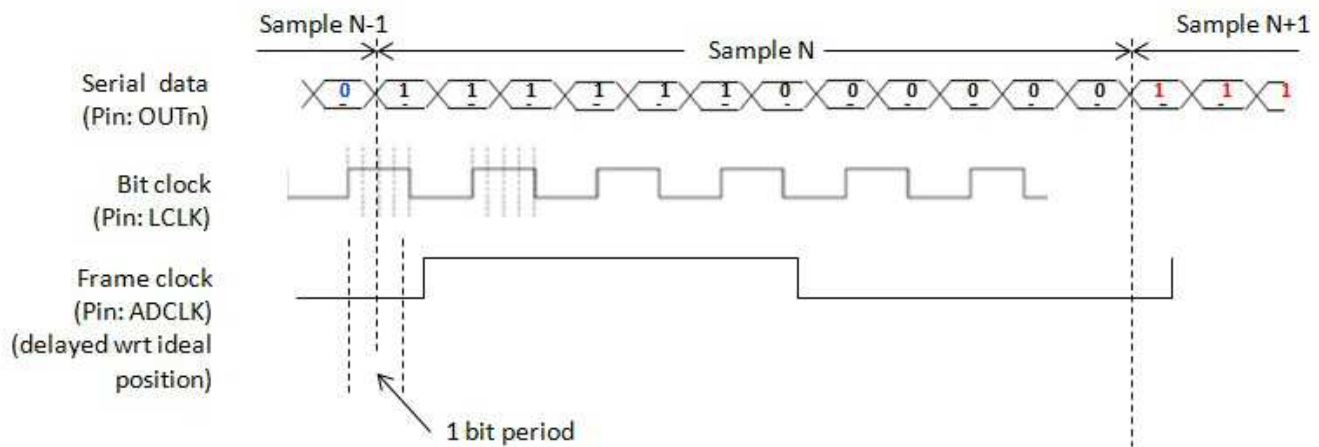 Sample N-1
Sample N
Sample N+1
Serial data
(Pin: OUTn)
0 1 1 1 1 1 1 0 0 0 0 0 0 1 1 1
Bit clock
(Pin: LCLK)
Frame clock
(Pin: ADCLK)
(delayed wrt ideal
position)
1 bit period